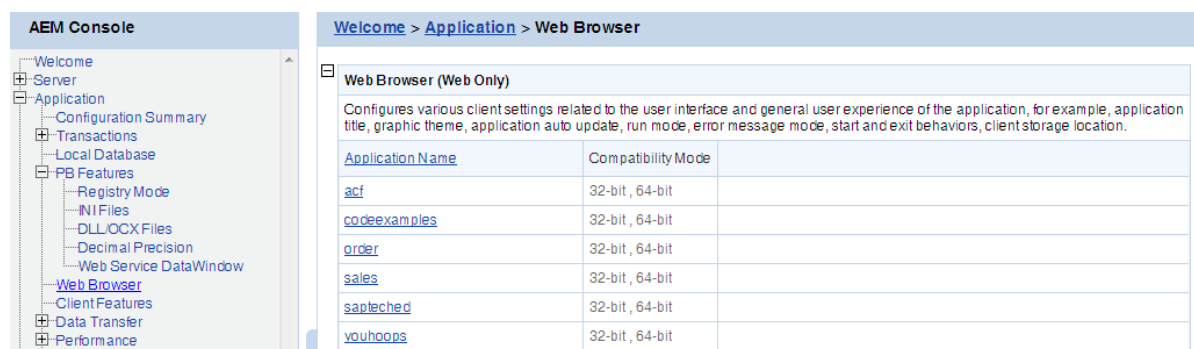 AEM Console
Welcome
Server
Application
Configuration Summary
Transactions
Local Database
PB Features
Registry Mode
INI Files
DLL/OCX Files
Decimal Precision
Web Service DataWindow
Web Browser
Client Features
Data Transfer
Performance
Welcome > Application > Web Browser
Web Browser (Web Only)
Configures various client settings related to the user interface and general user experience of the application, for example, application
title, graphic theme, application auto update, run mode, error message mode, start and exit behaviors, client storage location.
Application Name Compatibility Mode
acf 32-bit , 64-bit
codeexamples 32-bit , 64-bit
order 32-bit , 64-bit
sales 32-bit , 64-bit
sapteched 32-bit , 64-bit
youhoops 32-bit , 64-bit